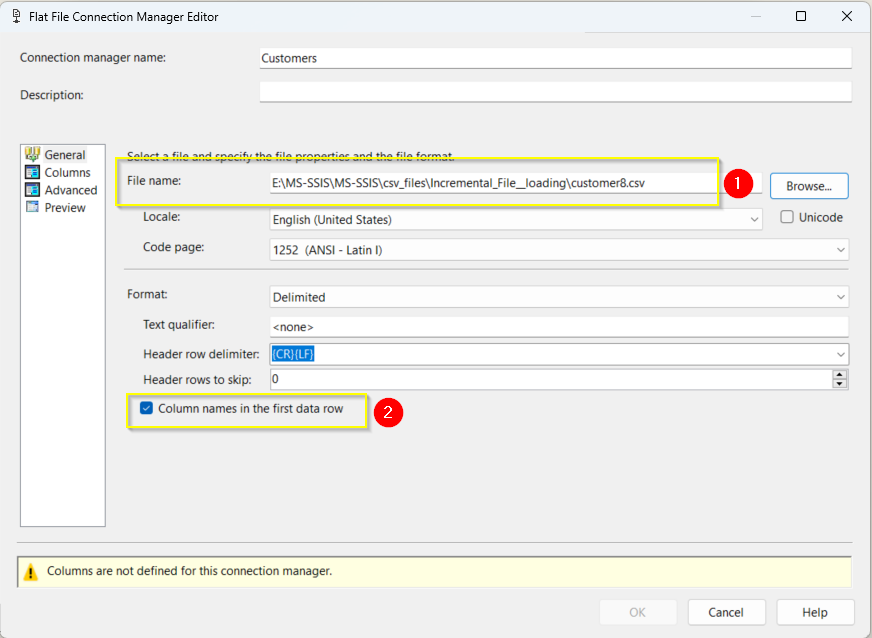 Flat File Connection Manager Editor
Connection manager name: Customers
Description:
General
Columns
Advanced
Preview
Select a file and specify the file properties and the file format.
File name: E:\MS-SSIS\MS-SSIS\csv_files\Incremental_File__loading\customer8.csv 1 Browse...
Locale: English (United States) Unicode
Code page: 1252 (ANSI - Latin I)
Format: Delimited
Text qualifier: <none>
Header row delimiter: {CR}{LF}
Header rows to skip: 0
Column names in the first data row 2
Columns are not defined for this connection manager.
OK Cancel Help